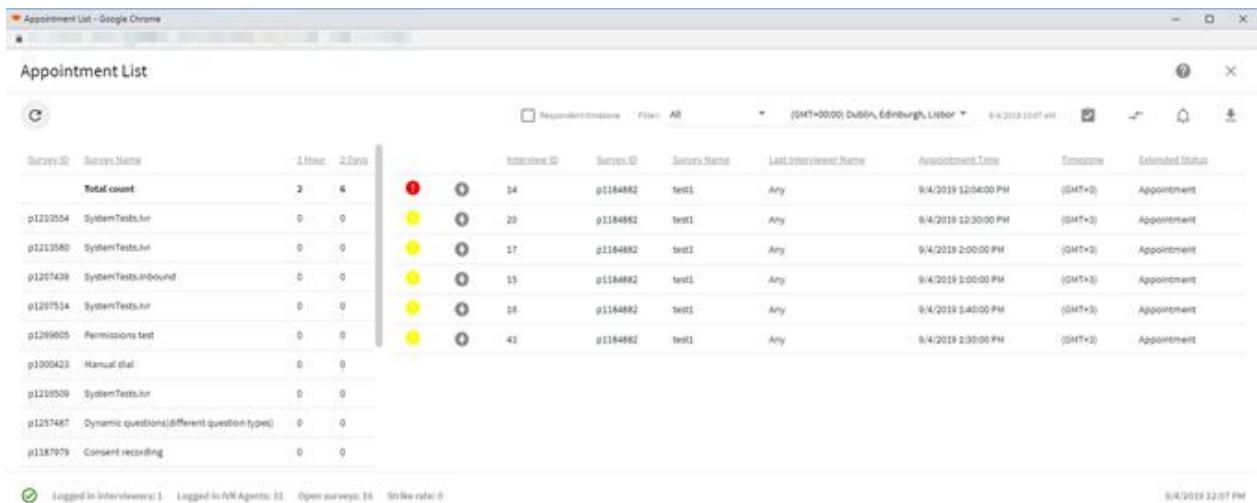 Appointment List - Google Chrome
Appointment List
Respondent timezone Filter: All (GMT+00:00) Dublin, Edinburgh, Lisbor 9/4/2019 10:07 AM
Survey ID Survey Name 1 Hour 2 Days Interview ID Survey ID Survey Name Last Interviewer Name Appointment Time Timezone Extended Status
Total count 6 14 p1184882 test1 Any 9/4/2019 12:04:00 PM (GMT+3) Appointment
p1210554 SystemTests.Ivr 0 0 20 p1184882 test1 Any 9/4/2019 12:30:00 PM (GMT+3) Appointment
p1213580 SystemTests.Ivr 0 0 17 p1184882 test1 Any 9/4/2019 2:00:00 PM (GMT+3) Appointment
p1207439 SystemTests.Inbound 0 0 15 p1184882 test1 Any 9/4/2019 1:00:00 PM (GMT+3) Appointment
p1207514 SystemTests.Ivr 0 0 16 p1184882 test1 Any 9/4/2019 1:40:00 PM (GMT+3) Appointment
p1269605 Permissions test 0 0 p1184882 test1 Any 9/4/2019 2:30:00 PM (GMT+3) Appointment
p1000423 Manual dial 0 0
p1216509 SystemTests.Ivr 0 0
p1257487 Dynamic questions(different question types) 0 0
p1187979 Consent recording 0 0
Logged in interviewers: 1 Logged in IVR Agents: 31 Open surveys: 16 Strike rate: 0 9/4/2019 12:07 PM